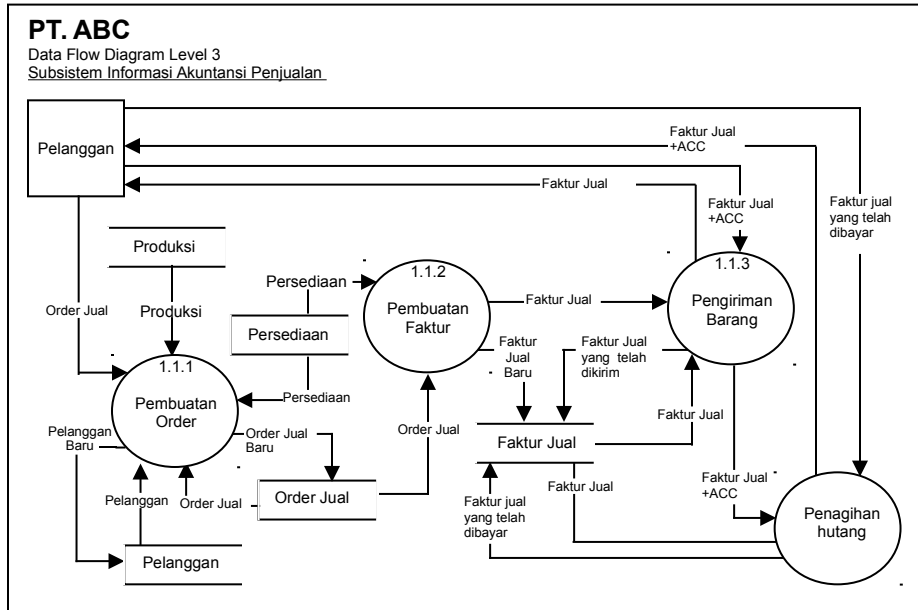 PT. ABC
Data Flow Diagram Level 3
Subsistem Informasi Akuntansi Penjualan
Pelanggan
Faktur Jual
+ACC
Faktur Jual
Faktur Jual
+ACC
Faktur jual
yang telah
dibayar
Produksi
Order Jual
Produksi
Persediaan
Persediaan
Persediaan
1.1.2
Pembuatan
Faktur
Faktur Jual
1.1.3
Pengiriman
Barang
1.1.1
Pembuatan
Order
Faktur
Jual
Baru
Faktur Jual
yang telah
dikirim
Faktur Jual
Pelanggan
Baru
Order Jual
Baru
Order Jual
Faktur Jual
Pelanggan
Order Jual
Order Jual
Faktur jual
yang telah
dibayar
Faktur Jual
Faktur Jual
+ACC
Penagihan
hutang
Pelanggan